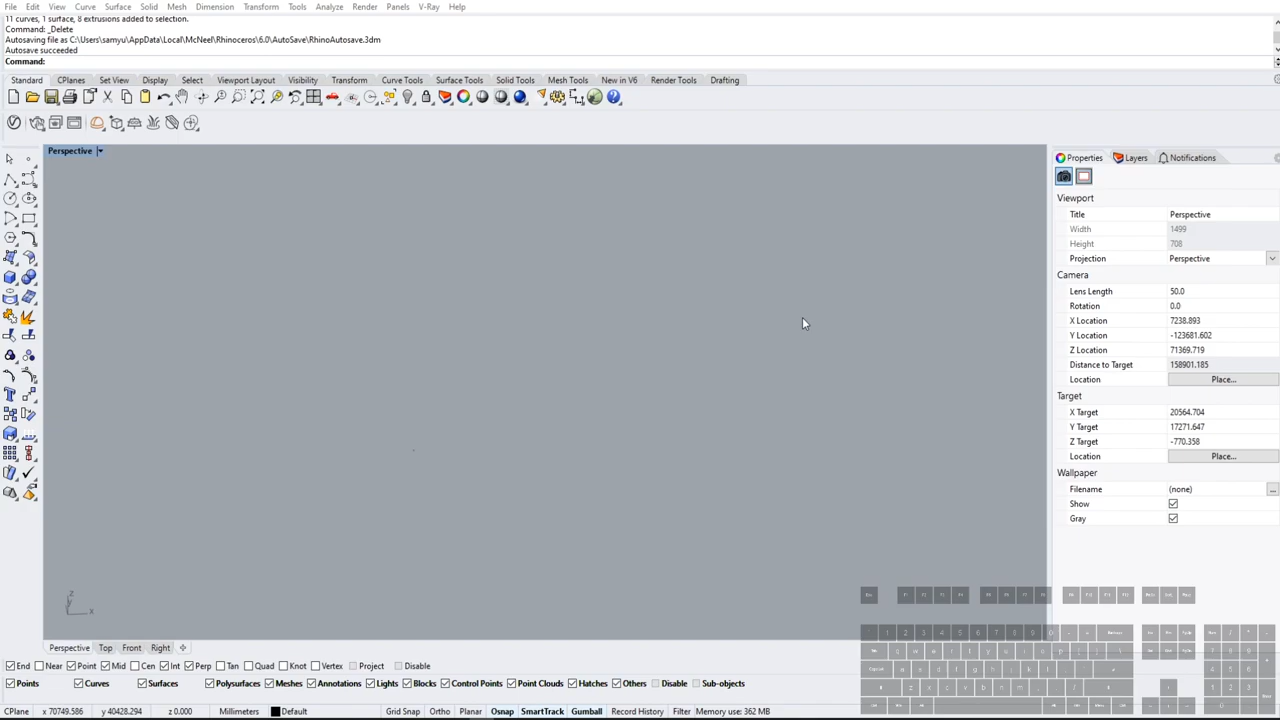 File Edit View Curve Surface Solid Mesh Dimension Transform Tools Analyze Render Panels V-Ray Help
11 curves, 1 surface, 8 extrusions added to selection.
Command: _Delete
Autosaving file as C:\Users\samyu\AppData\Local\McNeel\Rhinoceros\6.0\AutoSave\RhinoAutosave.3dm
Autosave succeeded
Command:
Standard CPlanes Set View Display Select Viewport Layout Visibility Transform Curve Tools Surface Tools Solid Tools Mesh Tools New in V6 Render Tools Drafting
Perspective
Properties Layers Notifications
Viewport
Title Perspective
Width 1499
Height 708
Projection Perspective
Camera
Lens Length 50.0
Rotation 0.0
X Location 7238.893
Y Location -123681.602
Z Location 71369.719
Distance to Target 158901.185
Location Place...
Target
X Target 20564.704
Y Target 17271.647
Z Target -770.358
Location Place...
Wallpaper
Filename (none) ...
Show
Gray
z
y
x
Perspective Top Front Right
End Near Point Mid Cen Int Perp Tan Quad Knot Vertex Project Disable
Points Curves Surfaces Polysurfaces Meshes Annotations Lights Blocks Control Points Point Clouds Hatches Others Disable Sub-objects
CPlane x 70749.586 y 40428.294 z 0.000 Millimeters Default Grid Snap Ortho Planar Osnap SmartTrack Gumball Record History Filter Memory use: 362 MB